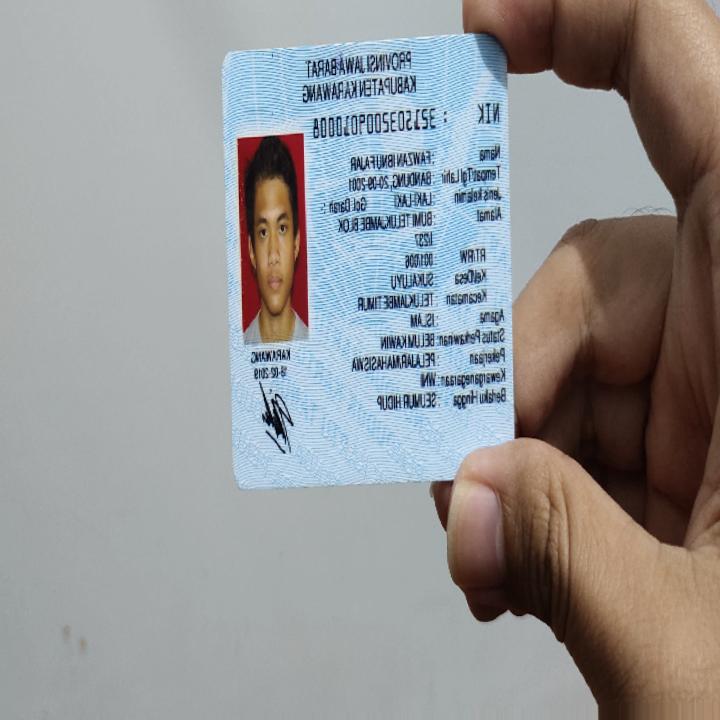 PROVINSI JAWA BARAT
KABUPATEN KARAWANG
NIK : 3215032009010008
Nama : FAWZAN IBNU FAJAR
Tempat/Tgl Lahir : BANDUNG, 20-09-2001
Jenis kelamin : LAKI-LAKI Gol Darah : -
Alamat : BUMI TELUKJAMBE BLOK
RT/RW : 001/006
Kel/Desa : SUKALUYU
Kecamatan : TELUKJAMBE TIMUR
Agama : ISLAM
Status Perkawinan: BELUM KAWIN
Pekerjaan : PELAJAR/MAHASISWA
Kewarganegaraan: WNI
Berlaku Hingga : SEUMUR HIDUP
KARAWANG
18-02-2019